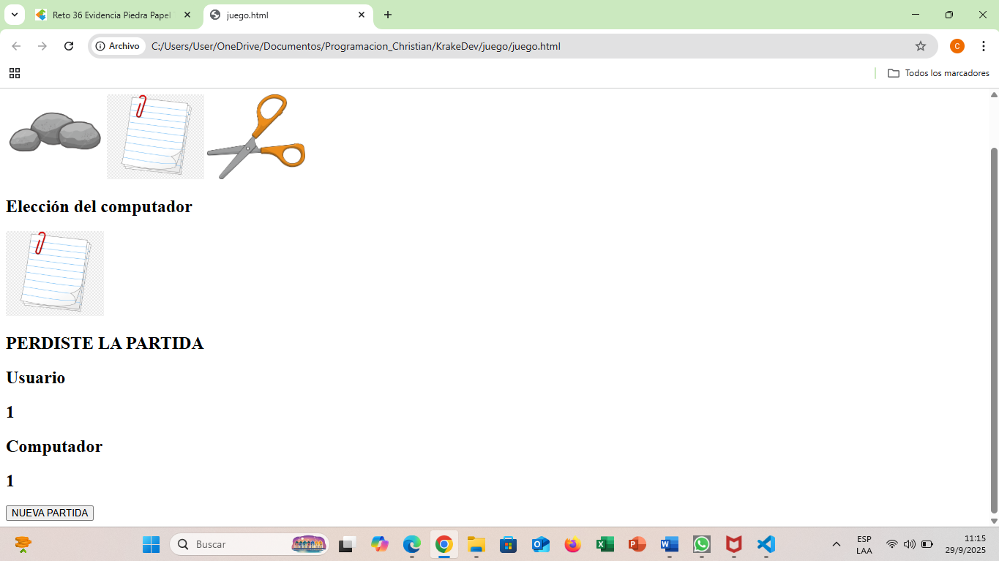 Reto 36 Evidencia Piedra Papel
juego.html
Archivo
C:/Users/User/OneDrive/Documentos/Programacion_Christian/KrakeDev/juego/juego.html
C
Todos los marcadores
Elección del computador
PERDISTE LA PARTIDA
Usuario
1
Computador
1
NUEVA PARTIDA
Buscar
ESP
LAA
11:15
29/9/2025